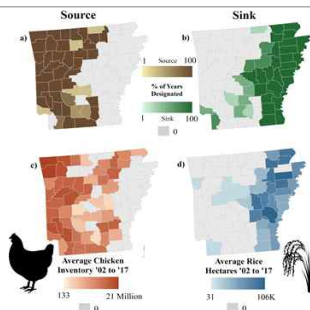 Source
Sink
a)
b)
1 Source 100
% of Years
Designated
1 Sink 100
0
c)
d)
Average Chicken
Inventory '02 to '17
Average Rice
Hectares '02 to '17
133 21 Million
31 106K
0
0